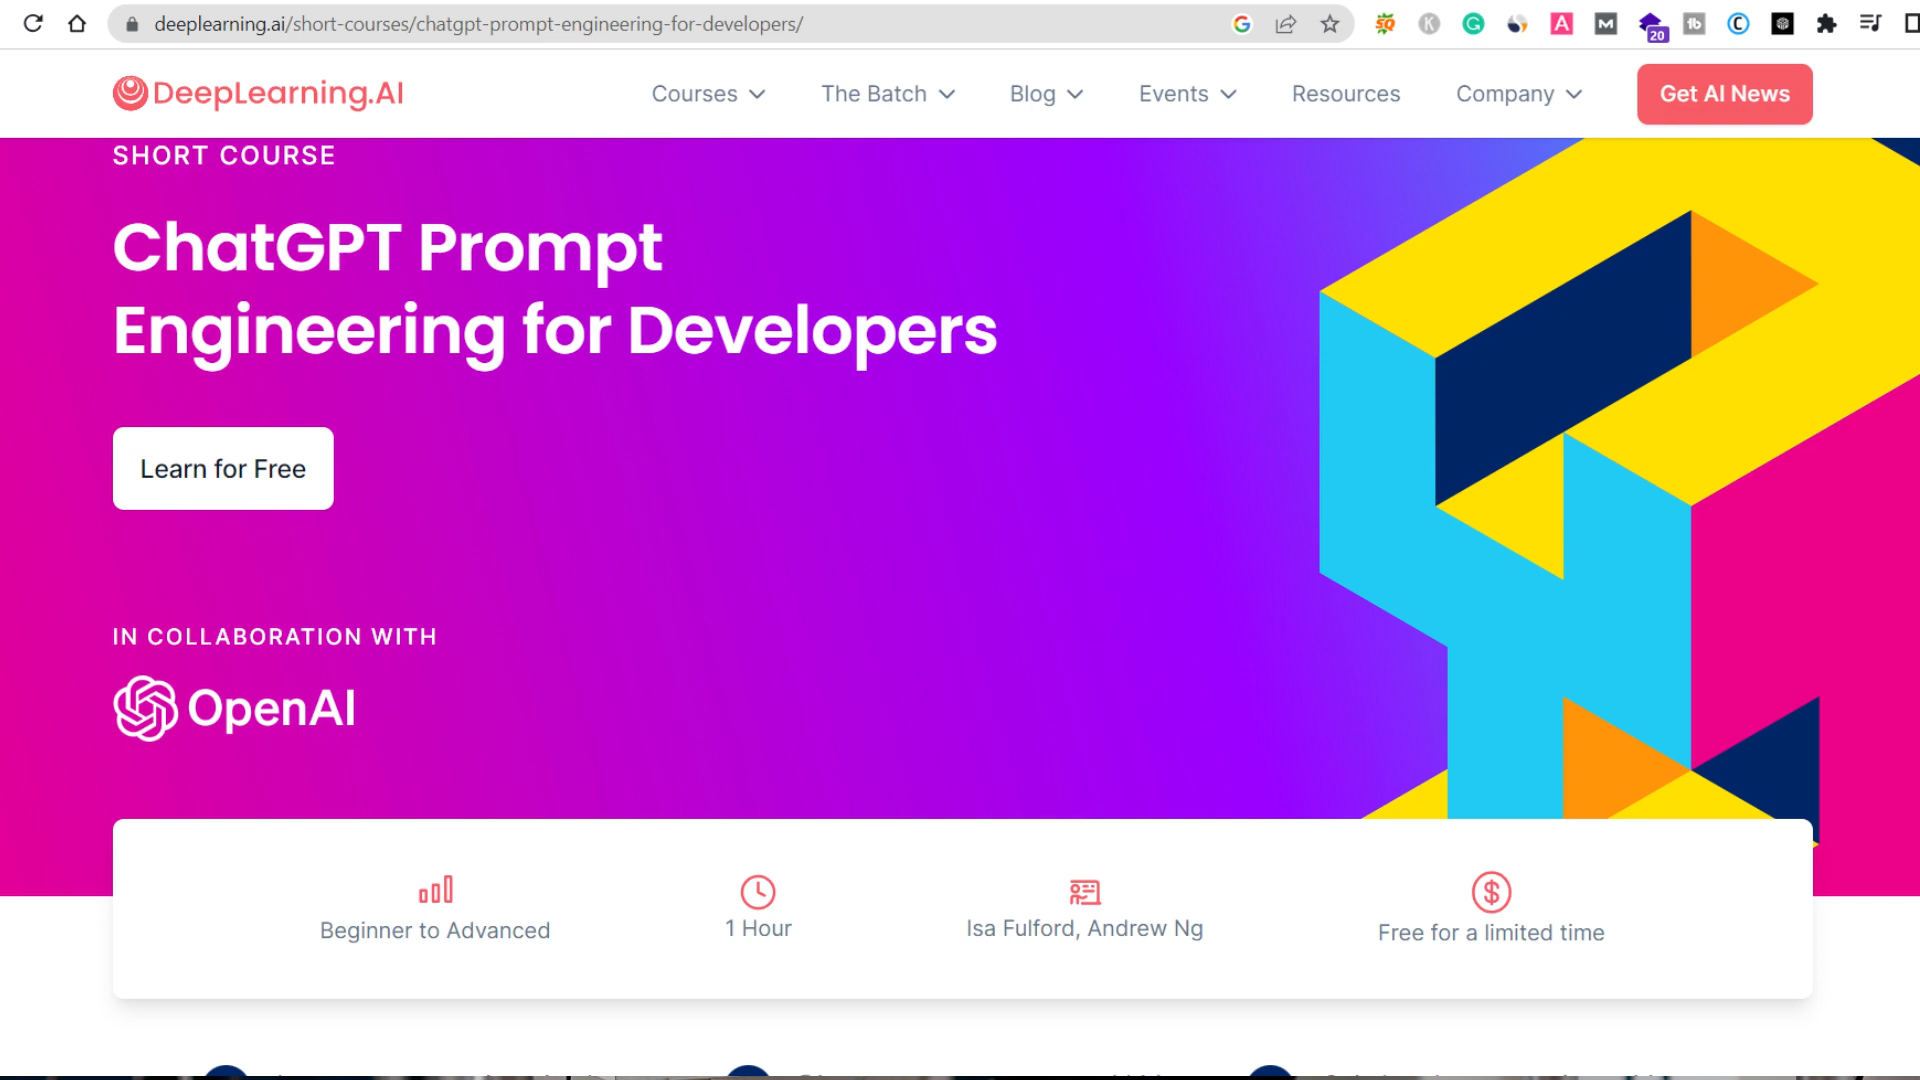 deeplearning.ai/short-courses/chatgpt-prompt-engineering-for-developers/
20
DeepLearning.AI
Courses
The Batch
Blog
Events
Resources
Company
Get AI News
SHORT COURSE
ChatGPT Prompt
Engineering for Developers
Learn for Free
IN COLLABORATION WITH
OpenAI
Beginner to Advanced
1 Hour
Isa Fulford, Andrew Ng
Free for a limited time